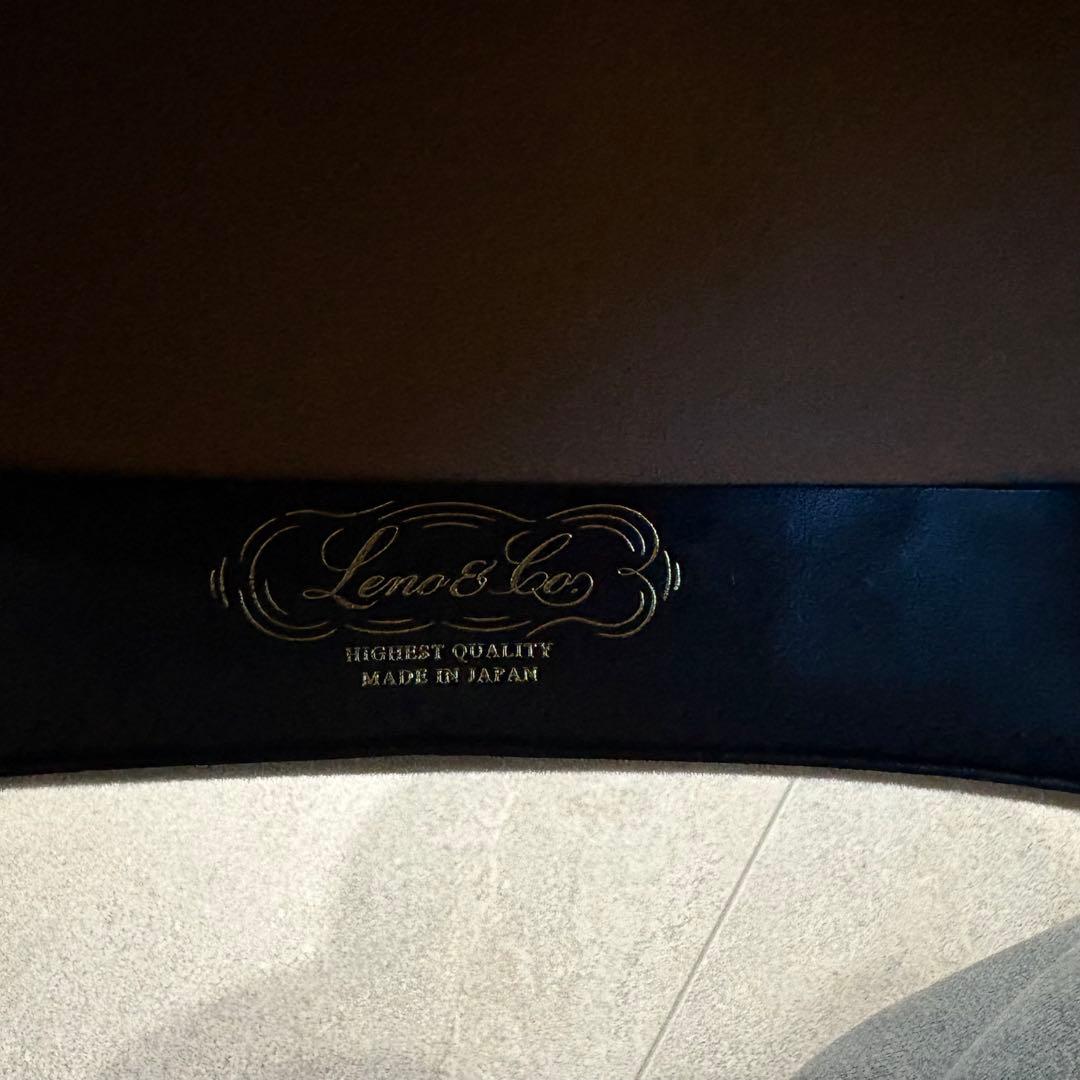 Leno & Co.
HIGHEST QUALITY
MADE IN JAPAN